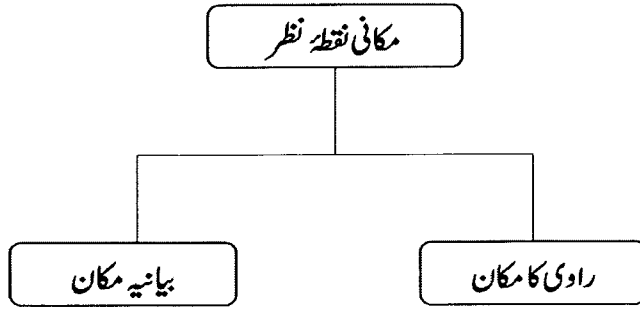 مکانی نقطۂ نظر
راوی کا مکان
بیانیہ مکان